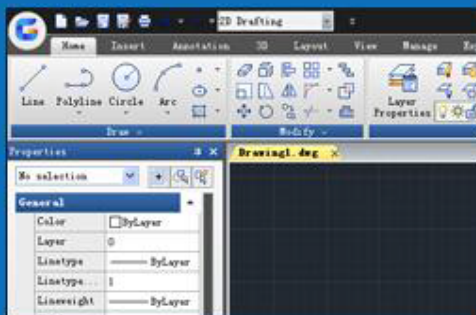 2D Drafting
Home Insert Annotation 3D Layout View Manage
Line Polyline Circle Arc
Layer
Properties
Draw
Modify
Properties
Drawing1.dwg
No selection
General
Color ByLayer
Layer 0
Linetype ByLayer
Linetype... 1
Lineweight ByLayer